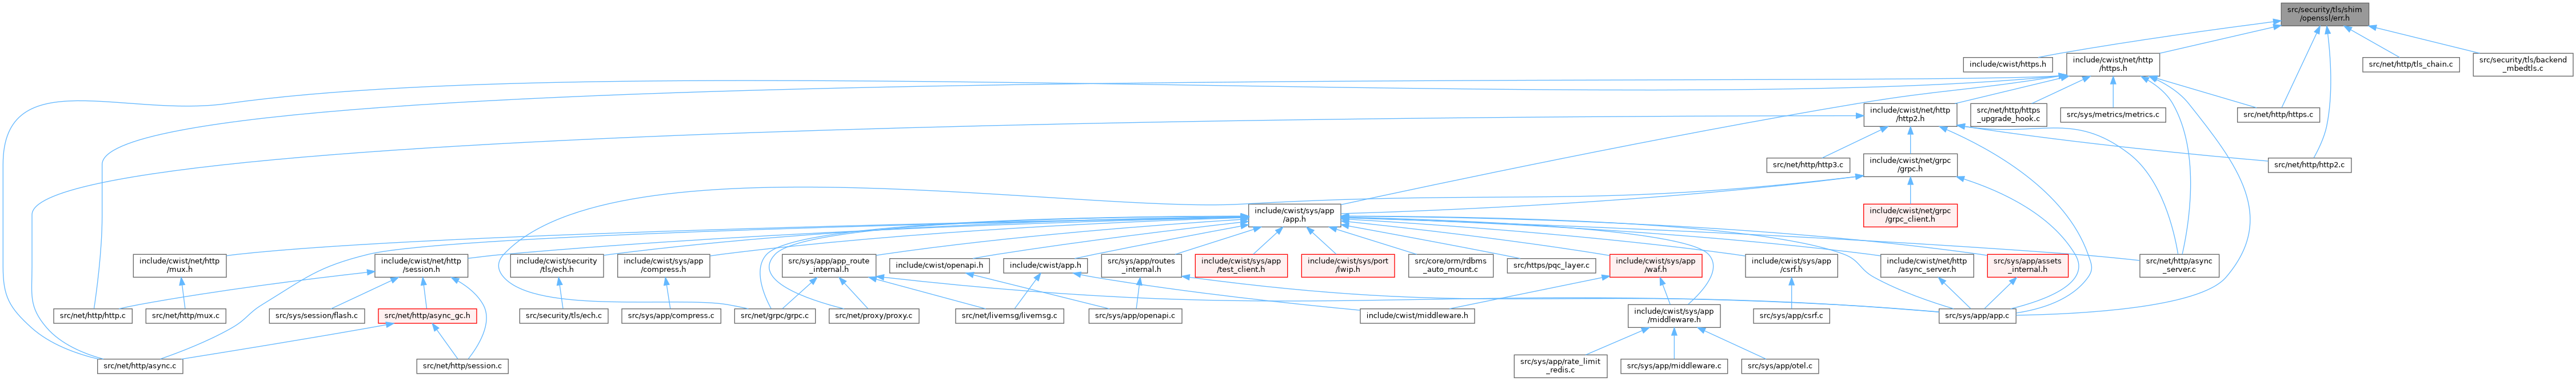 src/security/tls/shim
/openssl/err.h
include/cwist/https.h
include/cwist/net/http
/https.h
src/net/http/tls_chain.c
src/security/tls/backend
_mbedtls.c
include/cwist/net/http
/http2.h
src/net/http/https
_upgrade_hook.c
src/sys/metrics/metrics.c
src/net/http/https.c
src/net/http/http3.c
include/cwist/net/grpc
/grpc.h
src/net/http/http2.c
include/cwist/sys/app
/app.h
include/cwist/net/grpc
/grpc_client.h
include/cwist/net/http
/mux.h
include/cwist/net/http
/session.h
include/cwist/security
/tls/ech.h
include/cwist/sys/app
/compress.h
src/sys/app/app_route
_internal.h
include/cwist/openapi.h
include/cwist/app.h
src/sys/app/routes
_internal.h
include/cwist/sys/app
/test_client.h
include/cwist/sys/port
/lwip.h
src/core/orm/rdbms
_auto_mount.c
src/https/pqc_layer.c
include/cwist/sys/app
/waf.h
include/cwist/sys/app
/csrf.h
include/cwist/net/http
/async_server.h
src/sys/app/assets
_internal.h
src/net/http/async
_server.c
src/net/http/http.c
src/net/http/mux.c
src/sys/session/flash.c
src/net/http/async_gc.h
src/security/tls/ech.c
src/sys/app/compress.c
src/net/grpc/grpc.c
src/net/proxy/proxy.c
src/net/livemsg/livemsg.c
src/sys/app/openapi.c
include/cwist/middleware.h
include/cwist/sys/app
/middleware.h
src/sys/app/csrf.c
src/sys/app/app.c
src/net/http/async.c
src/net/http/session.c
src/sys/app/rate_limit
_redis.c
src/sys/app/middleware.c
src/sys/app/otel.c